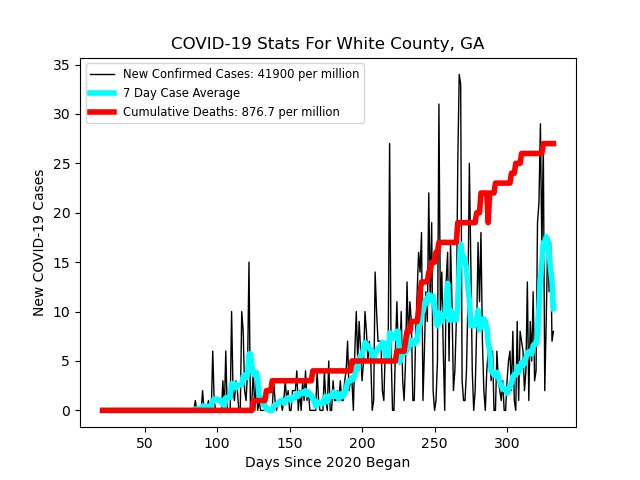 COVID-19 Stats For White County, GA
New Confirmed Cases: 41900 per million
7 Day Case Average
Cumulative Deaths: 876.7 per million
New COVID-19 Cases
35
30
25
20
15
10
5
0
50 100 150 200 250 300
Days Since 2020 Began